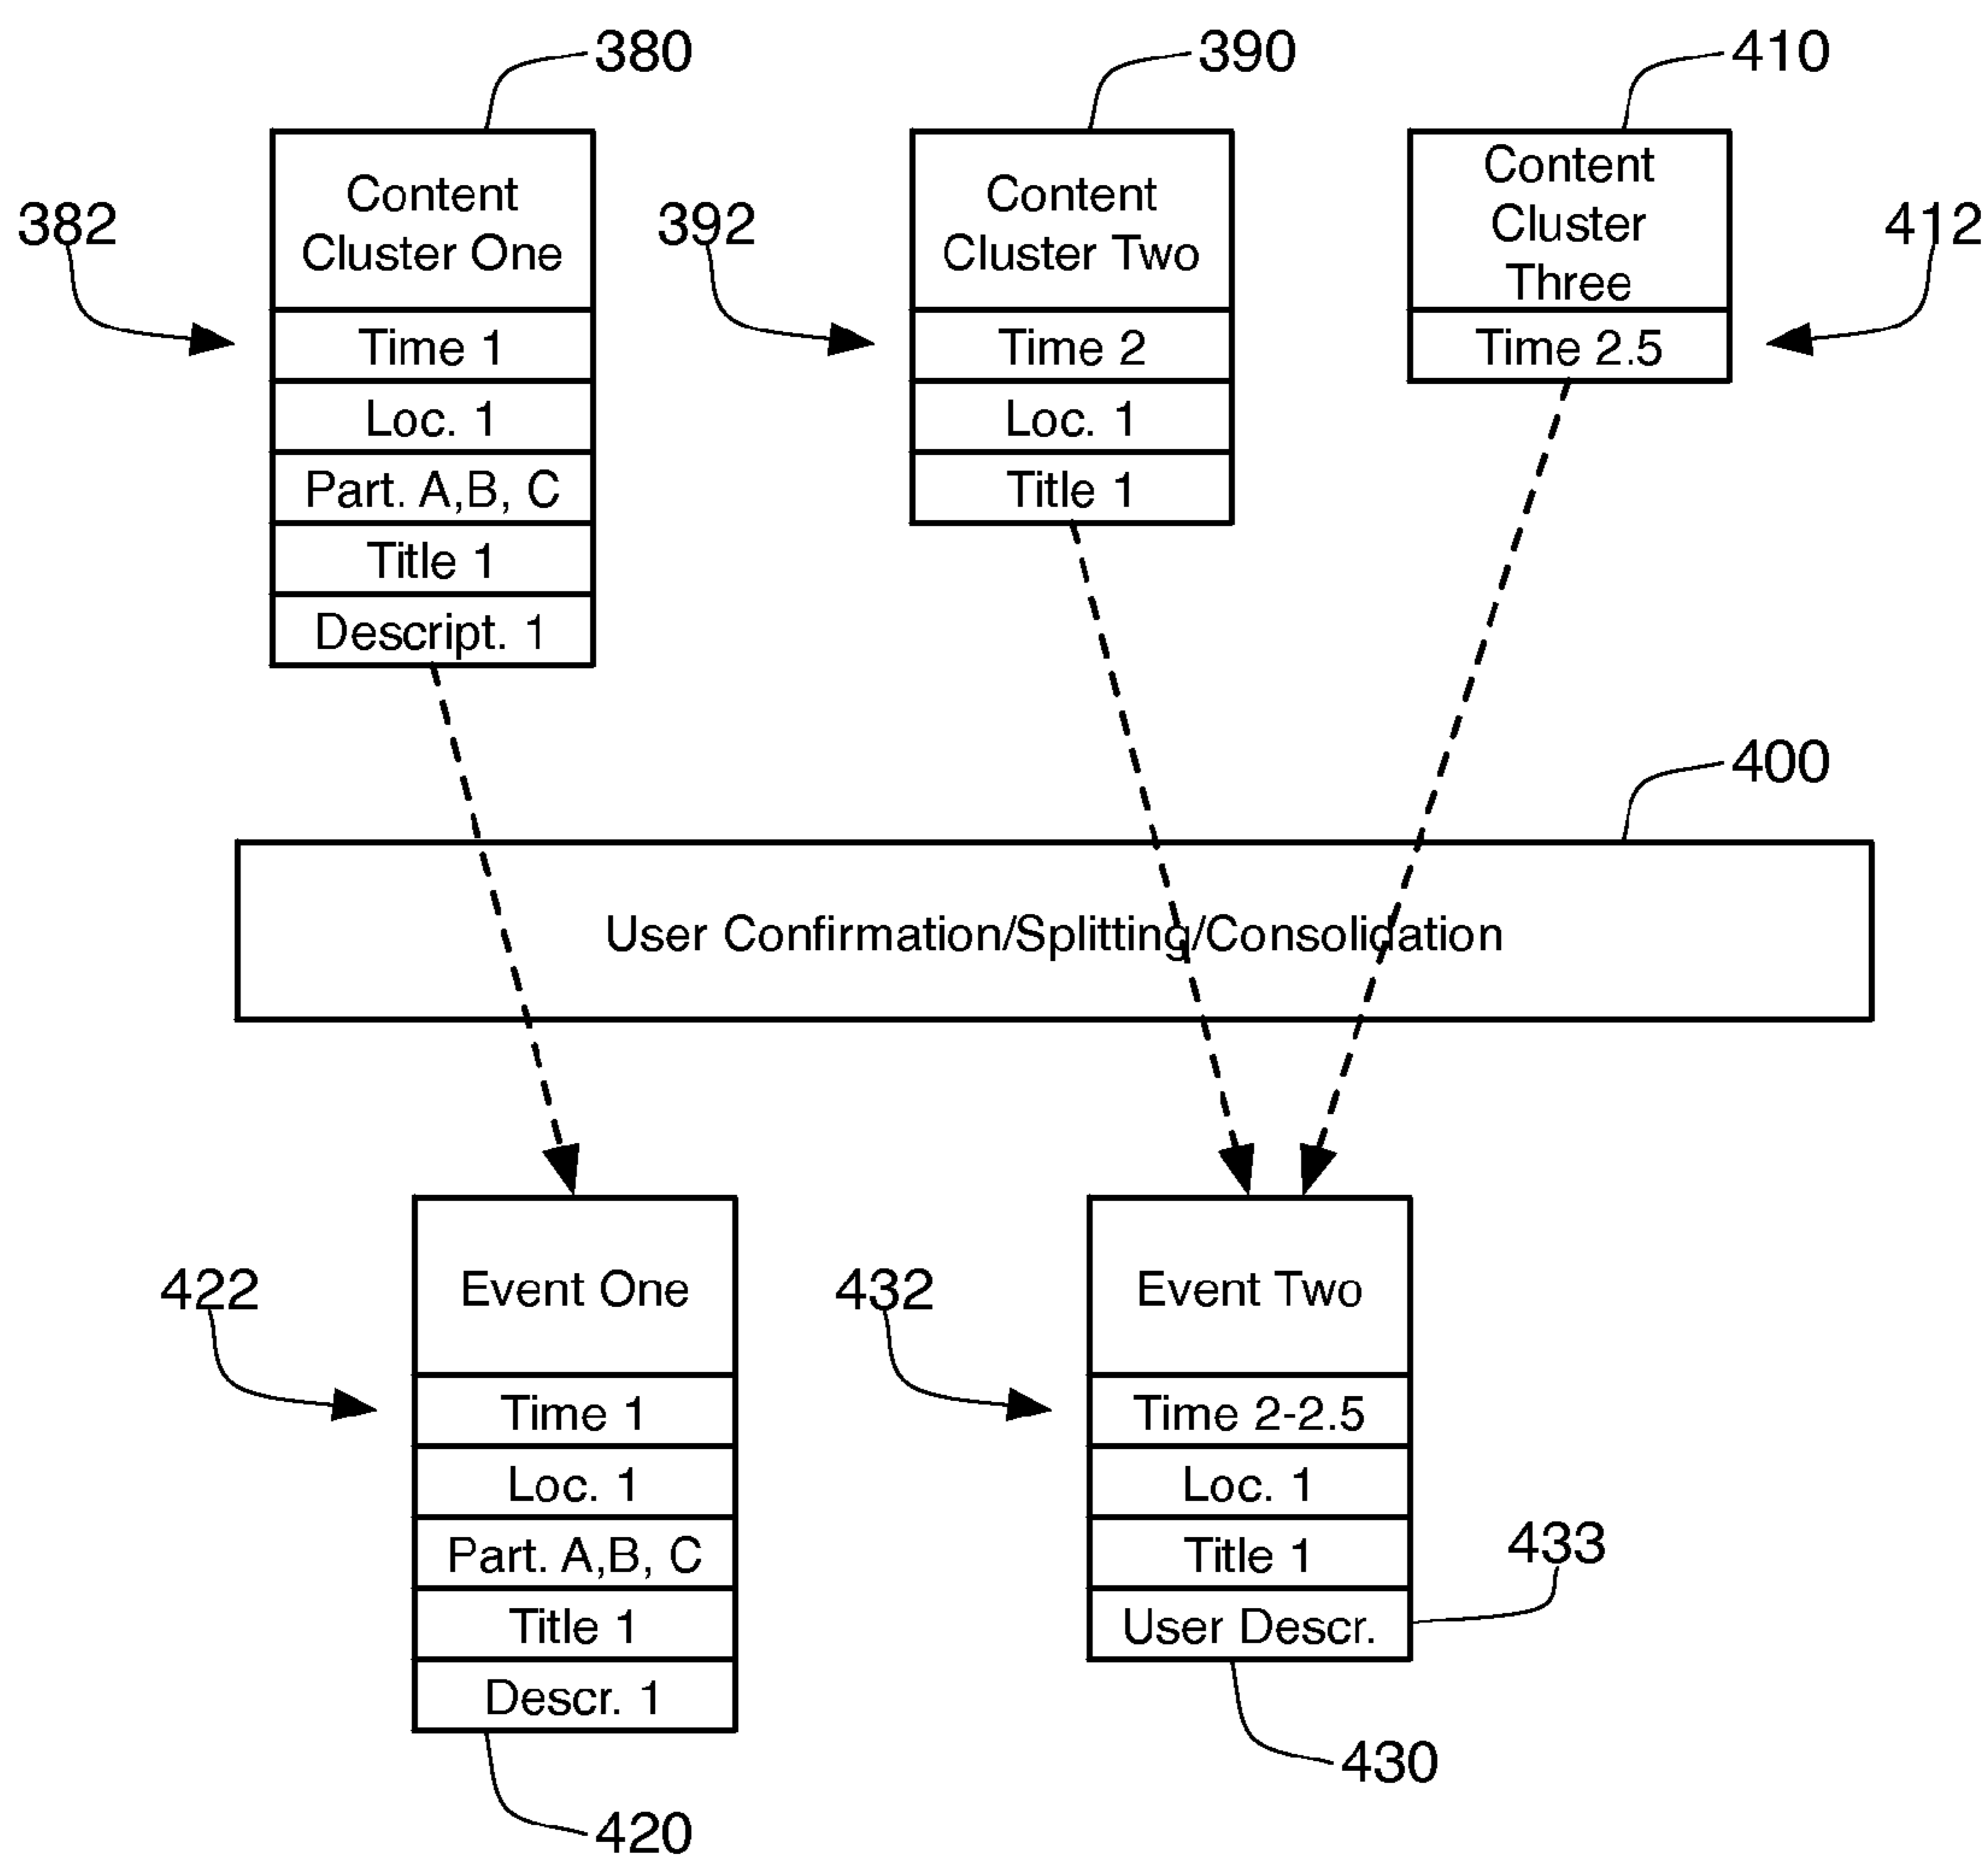 380
390
410
382
392
412
Content
Cluster One
Time 1
Loc. 1
Part. A,B, C
Title 1
Descript. 1
Content
Cluster Two
Time 2
Loc. 1
Title 1
Content
Cluster
Three
Time 2.5
400
User Confirmation/Splitting/Consolidation
422
Event One
Time 1
Loc. 1
Part. A,B, C
Title 1
Descr. 1
420
432
Event Two
Time 2-2.5
Loc. 1
Title 1
User Descr.
433
430